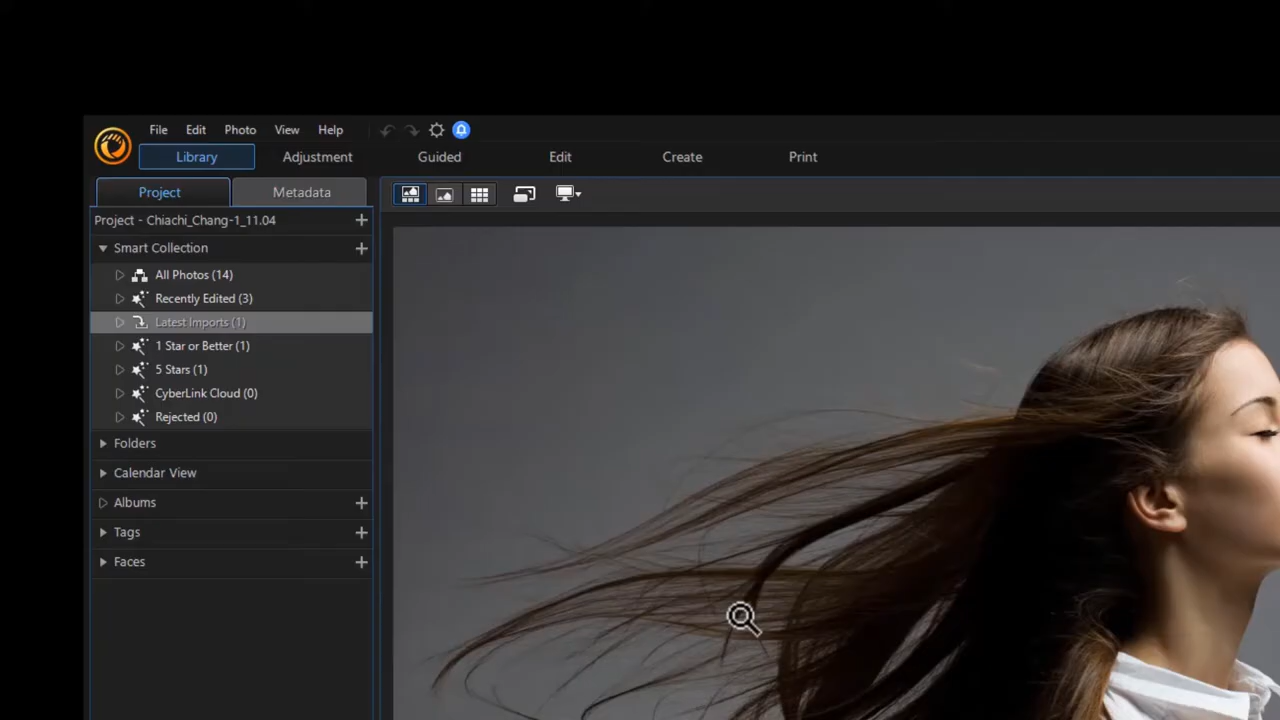 File Edit Photo View Help
Library Adjustment Guided Edit Create Print
Project Metadata
Project - Chiachi_Chang-1_11.04
Smart Collection
All Photos (14)
Recently Edited (3)
Latest Imports (1)
1 Star or Better (1)
5 Stars (1)
CyberLink Cloud (0)
Rejected (0)
Folders
Calendar View
Albums
Tags
Faces